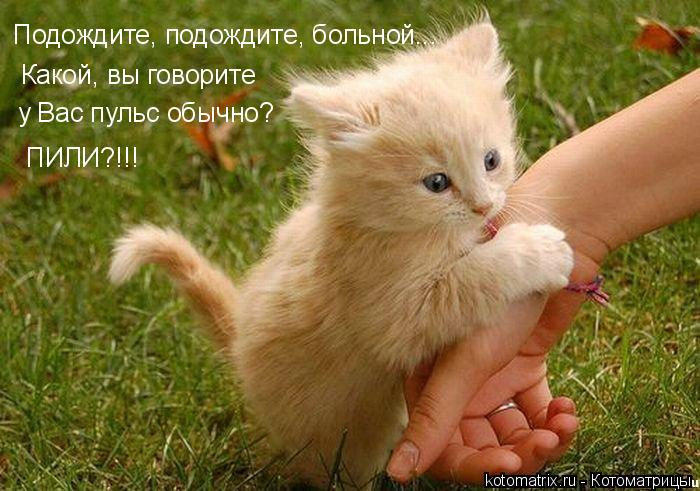 Подождите, подождите, больной...
Какой, вы говорите
у Вас пульс обычно?
ПИЛИ?!!!
kotomatrix.ru - Котоматрицы